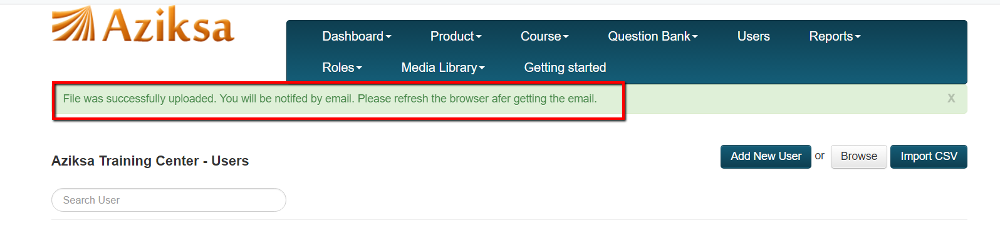 Aziksa
Dashboard Product Course Question Bank Users Reports
Roles Media Library Getting started
File was successfully uploaded. You will be notifed by email. Please refresh the browser afer getting the email. X
Aziksa Training Center - Users
Add New User or Browse Import CSV
Search User